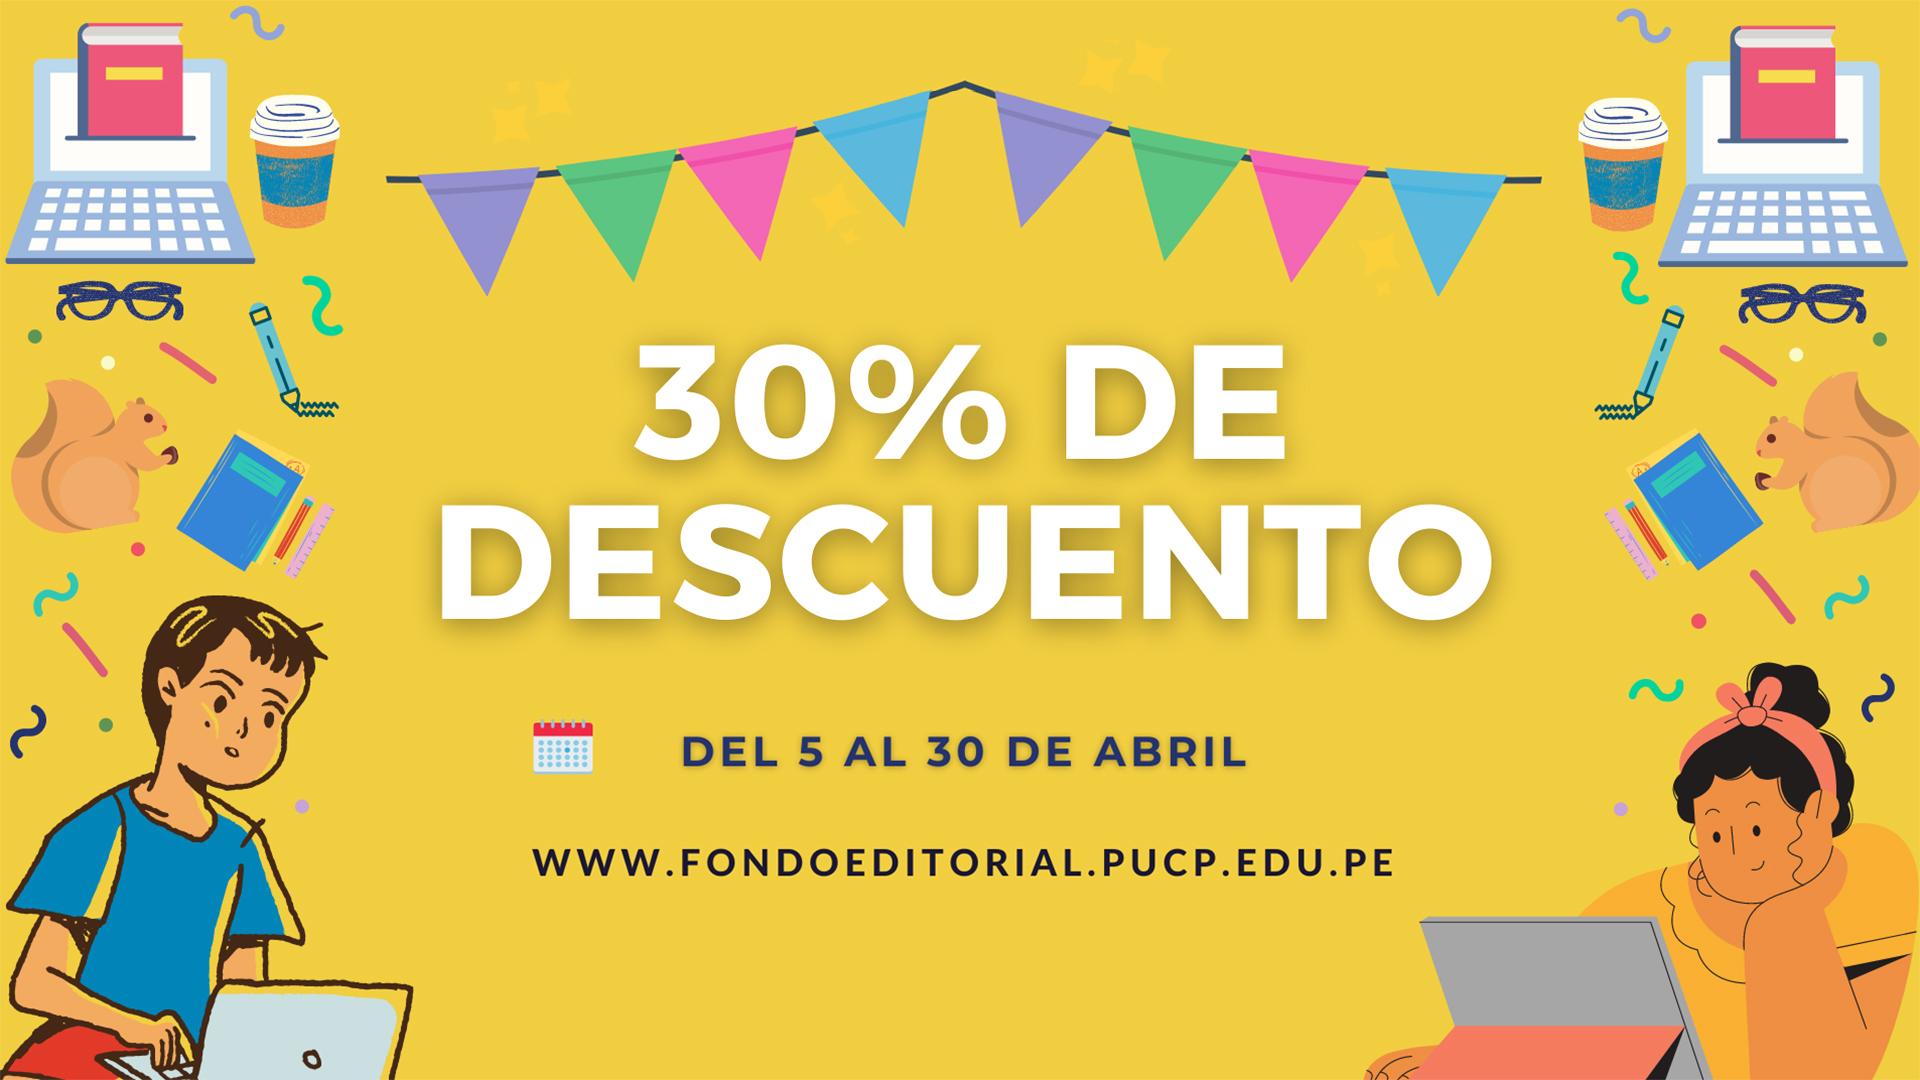 30% DE
DESCUENTO
DEL 5 AL 30 DE ABRIL
WWW.FONDOEDITORIAL.PUCP.EDU.PE